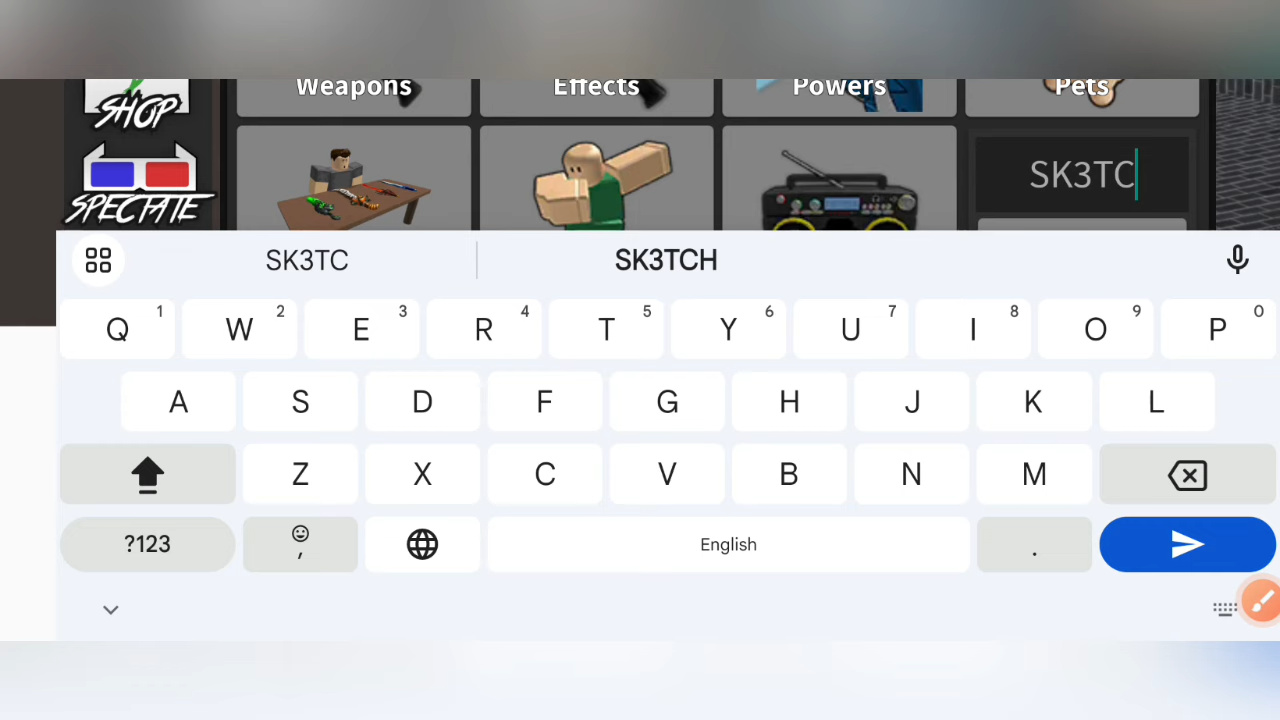 Weapons Effects Powers Pets
SHOP
SPECTATE
SK3TC
SK3TC SK3TCH
Q 1 W 2 E 3 R 4 T 5 Y 6 U 7 I 8 O 9 P 0
A S D F G H J K L
Z X C V B N M
?123 , English .